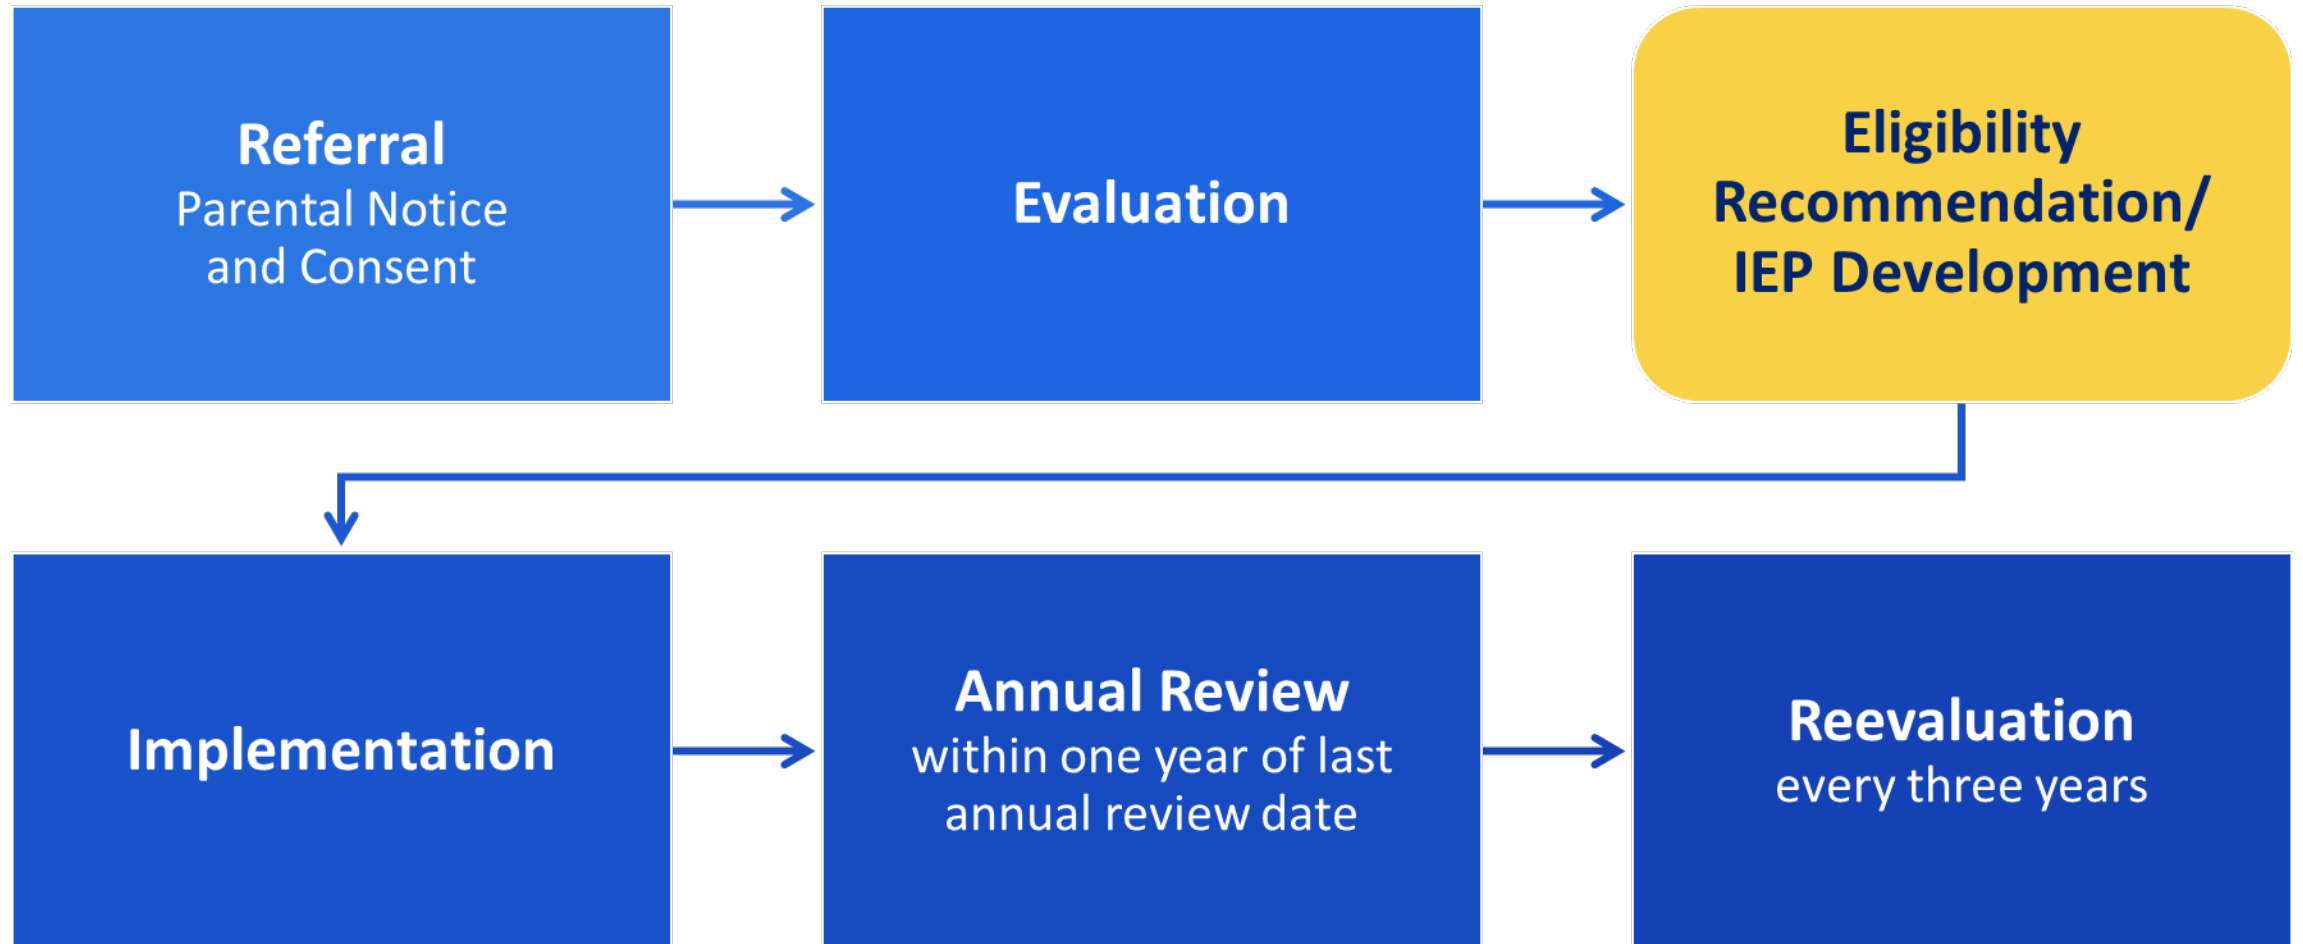 Referral
Parental Notice
and Consent
Evaluation
Eligibility
Recommendation/
IEP Development
Implementation
Annual Review
within one year of last
annual review date
Reevaluation
every three years